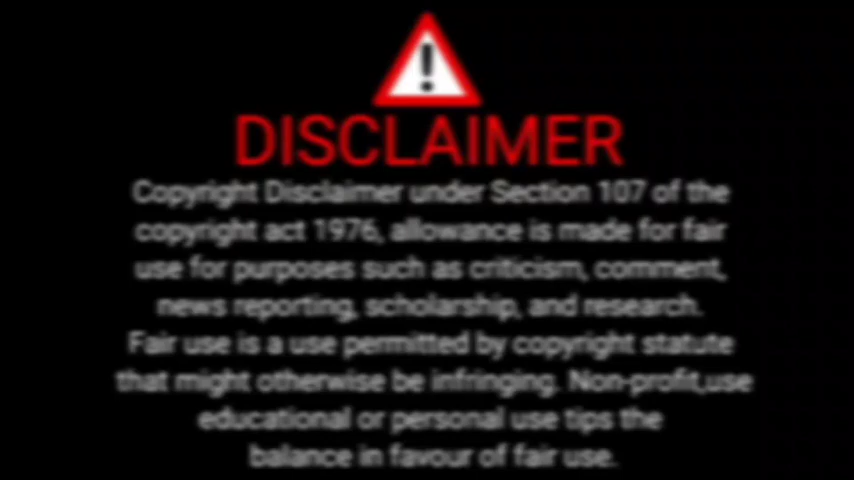 DISCLAIMER
Copyright Disclaimer under Section 107 of the
copyright act 1976, allowance is made for fair
use for purposes such as criticism, comment,
news reporting, scholarship, and research.
Fair use is a use permitted by copyright statute
that might otherwise be infringing. Non-profit,use
educational or personal use tips the
balance in favour of fair use.